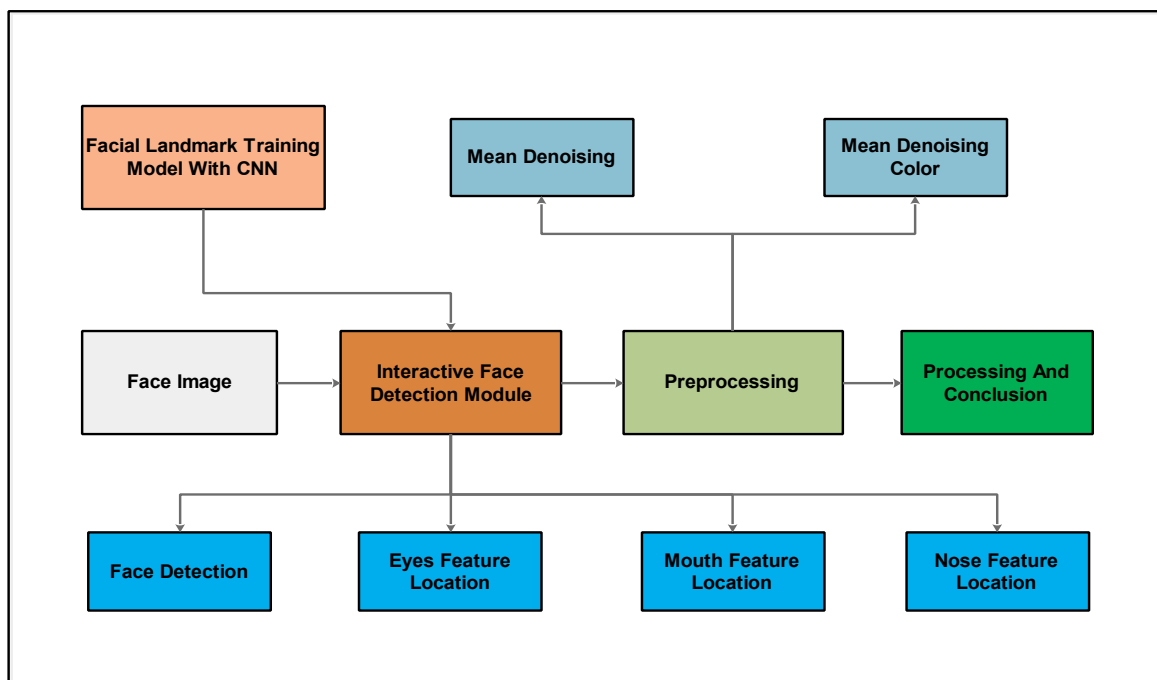 Facial Landmark Training
Model With CNN
Mean Denoising
Mean Denoising
Color
Face Image
Interactive Face
Detection Module
Preprocessing
Processing And
Conclusion
Face Detection
Eyes Feature
Location
Mouth Feature
Location
Nose Feature
Location